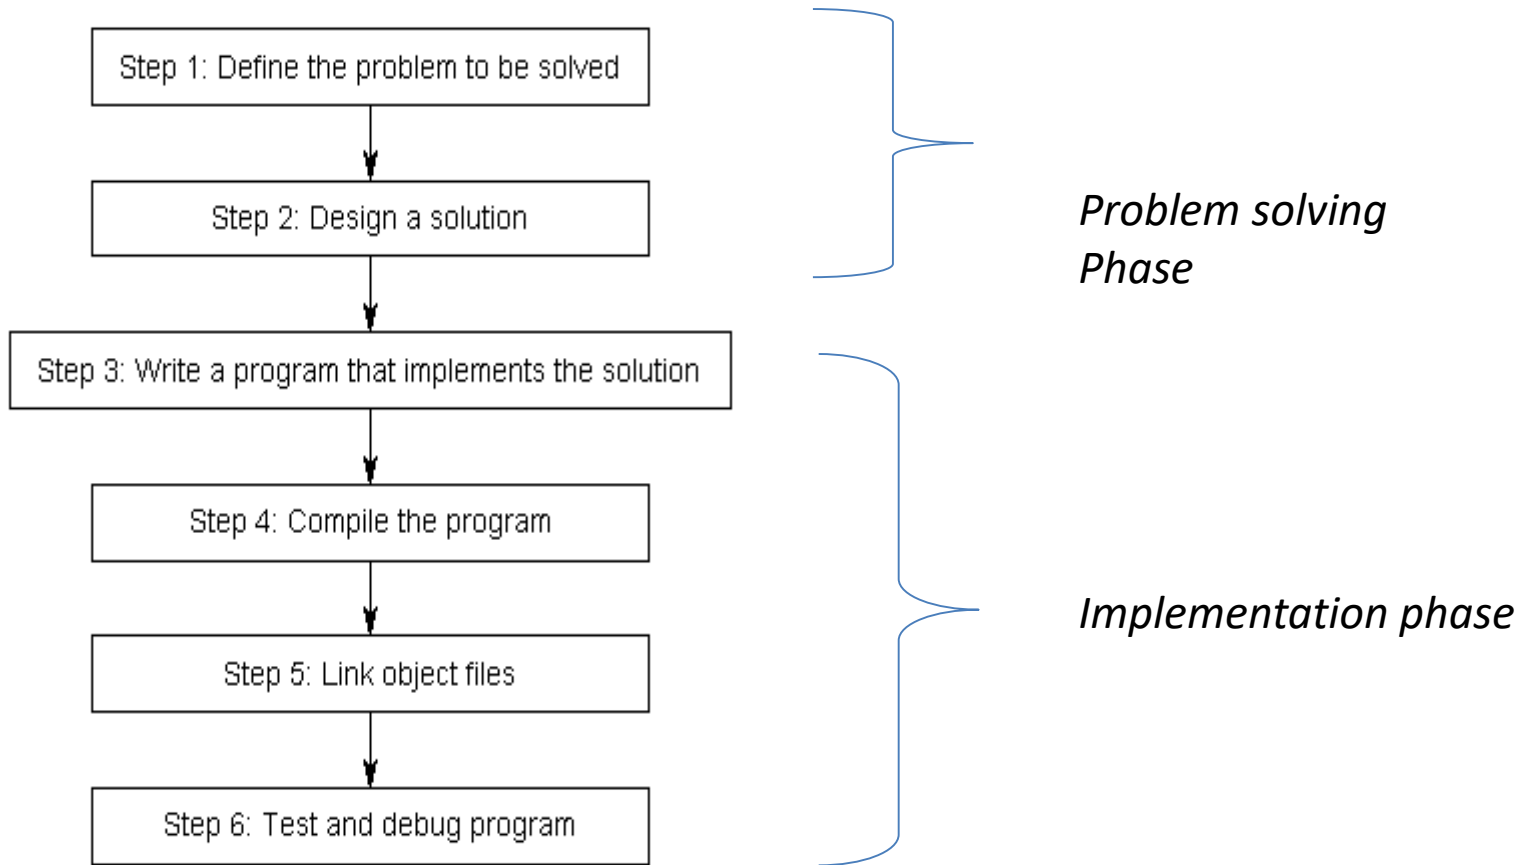 Step 1: Define the problem to be solved
Step 2: Design a solution
Problem solving
Phase
Step 3: Write a program that implements the solution
Step 4: Compile the program
Implementation phase
Step 5: Link object files
Step 6: Test and debug program